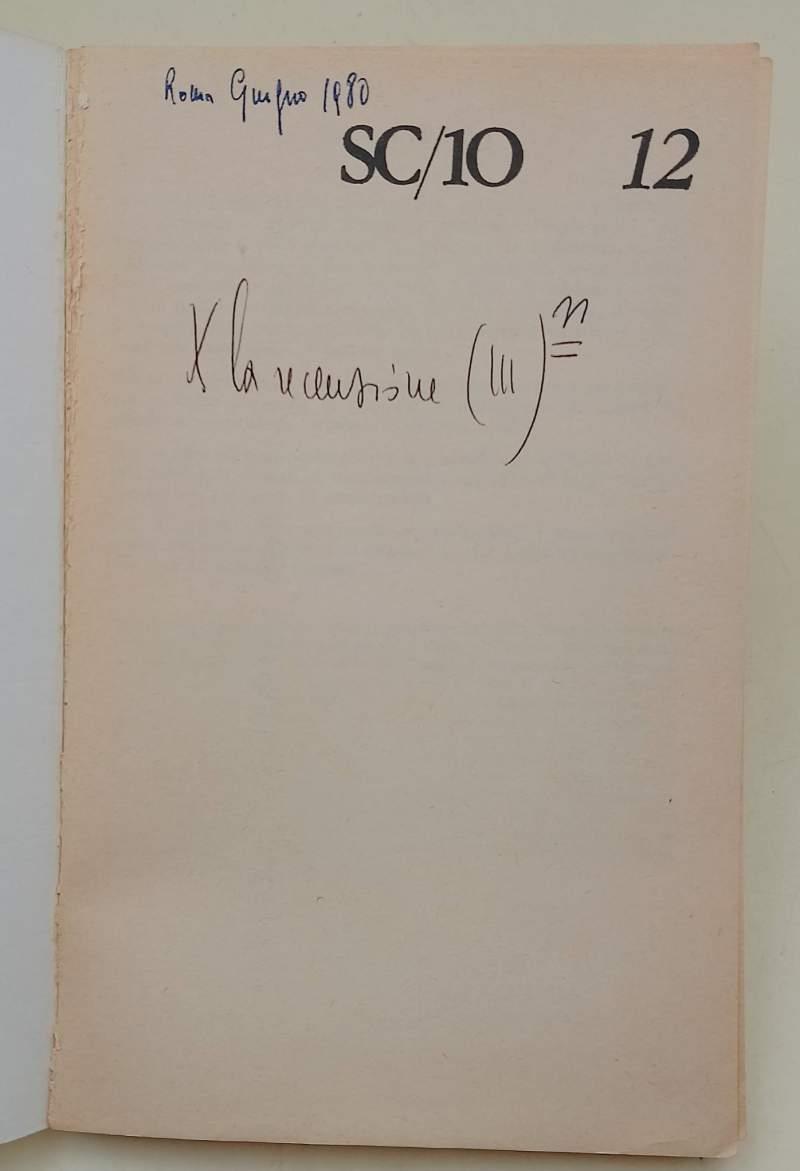 Roma Giugno 1980
SC/10 12
X la recensione (III) n